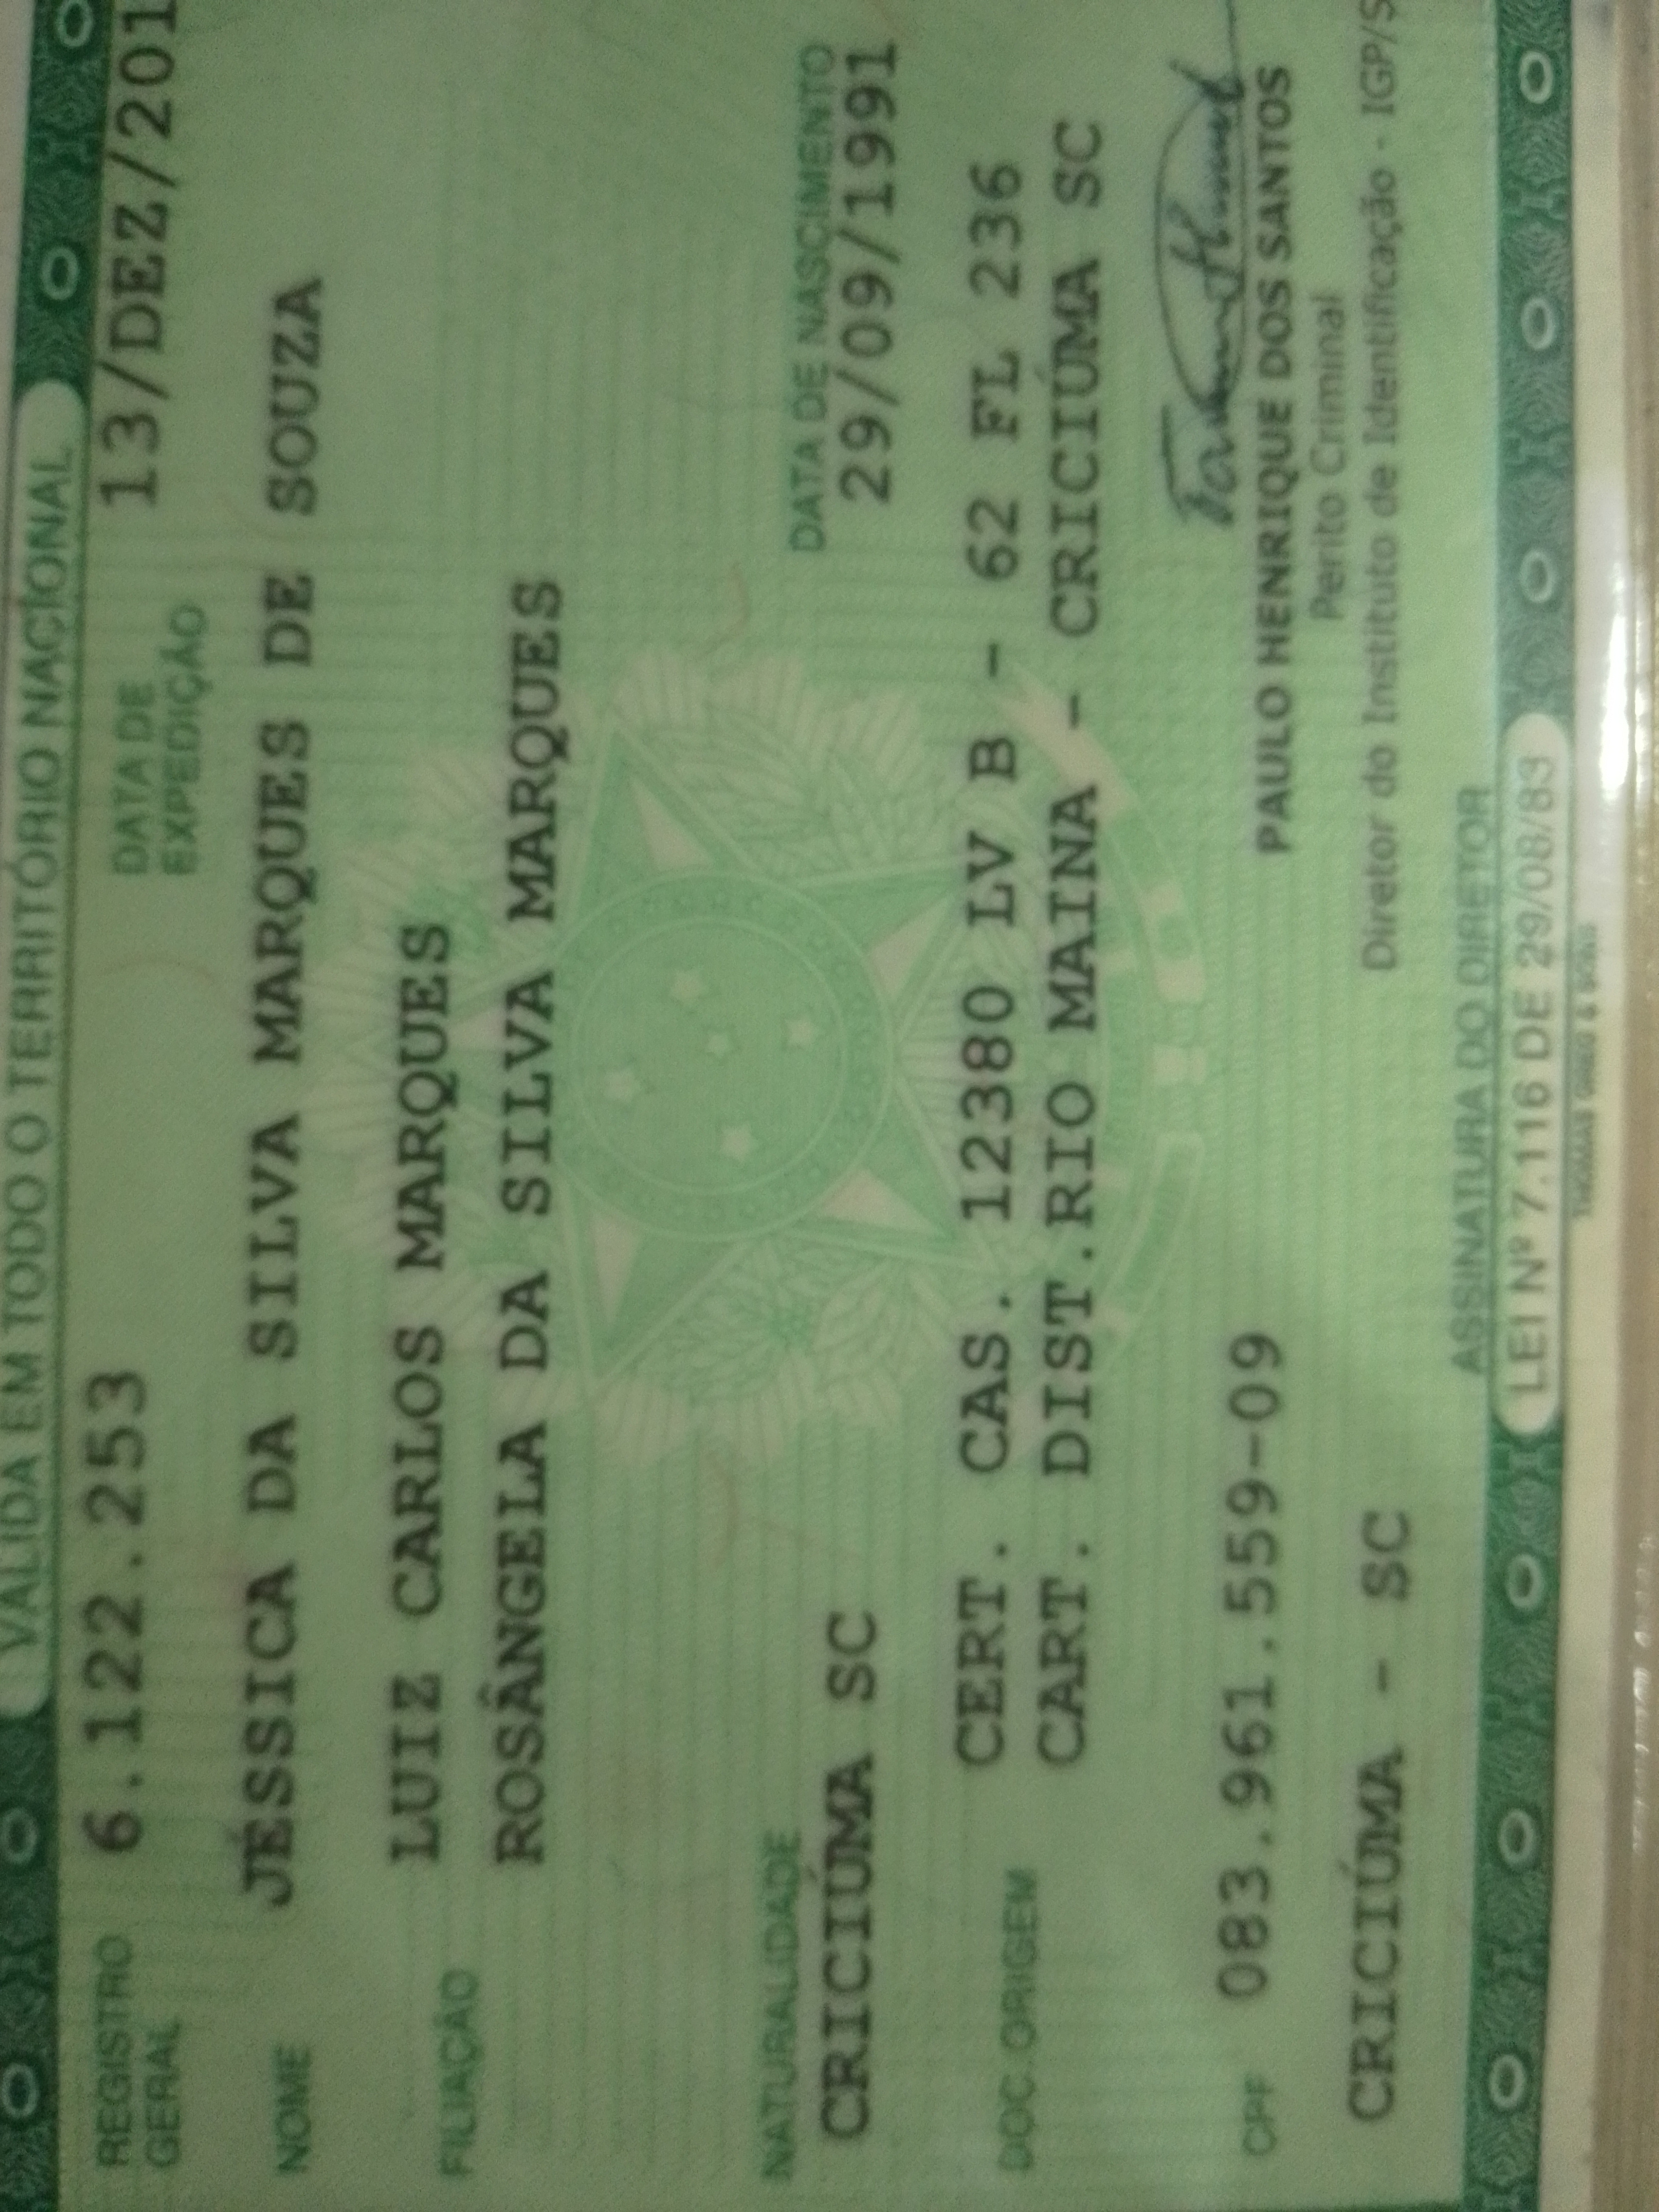 VÁLIDA EM TODO O TERRITÓRIO NACIONAL
REGISTRO GERAL 6.122.253 DATA DE EXPEDIÇÃO 13/DEZ/201
NOME JÉSSICA DA SILVA MARQUES DE SOUZA
FILIAÇÃO LUIZ CARLOS MARQUES
ROSÂNGELA DA SILVA MARQUES
NATURALIDADE DATA DE NASCIMENTO
CRICIÚMA SC 29/09/1991
DOC. ORIGEM CERT. CAS. 12380 LV B - 62 FL 236
CART. DIST.RIO MAINA - CRICIÚMA SC
CPF 083.961.559-09
PAULO HENRIQUE DOS SANTOS
Perito Criminal
CRICIÚMA - SC
Diretor do Instituto de Identificação - IGP/S
ASSINATURA DO DIRETOR
LEI Nº 7.116 DE 29/08/83